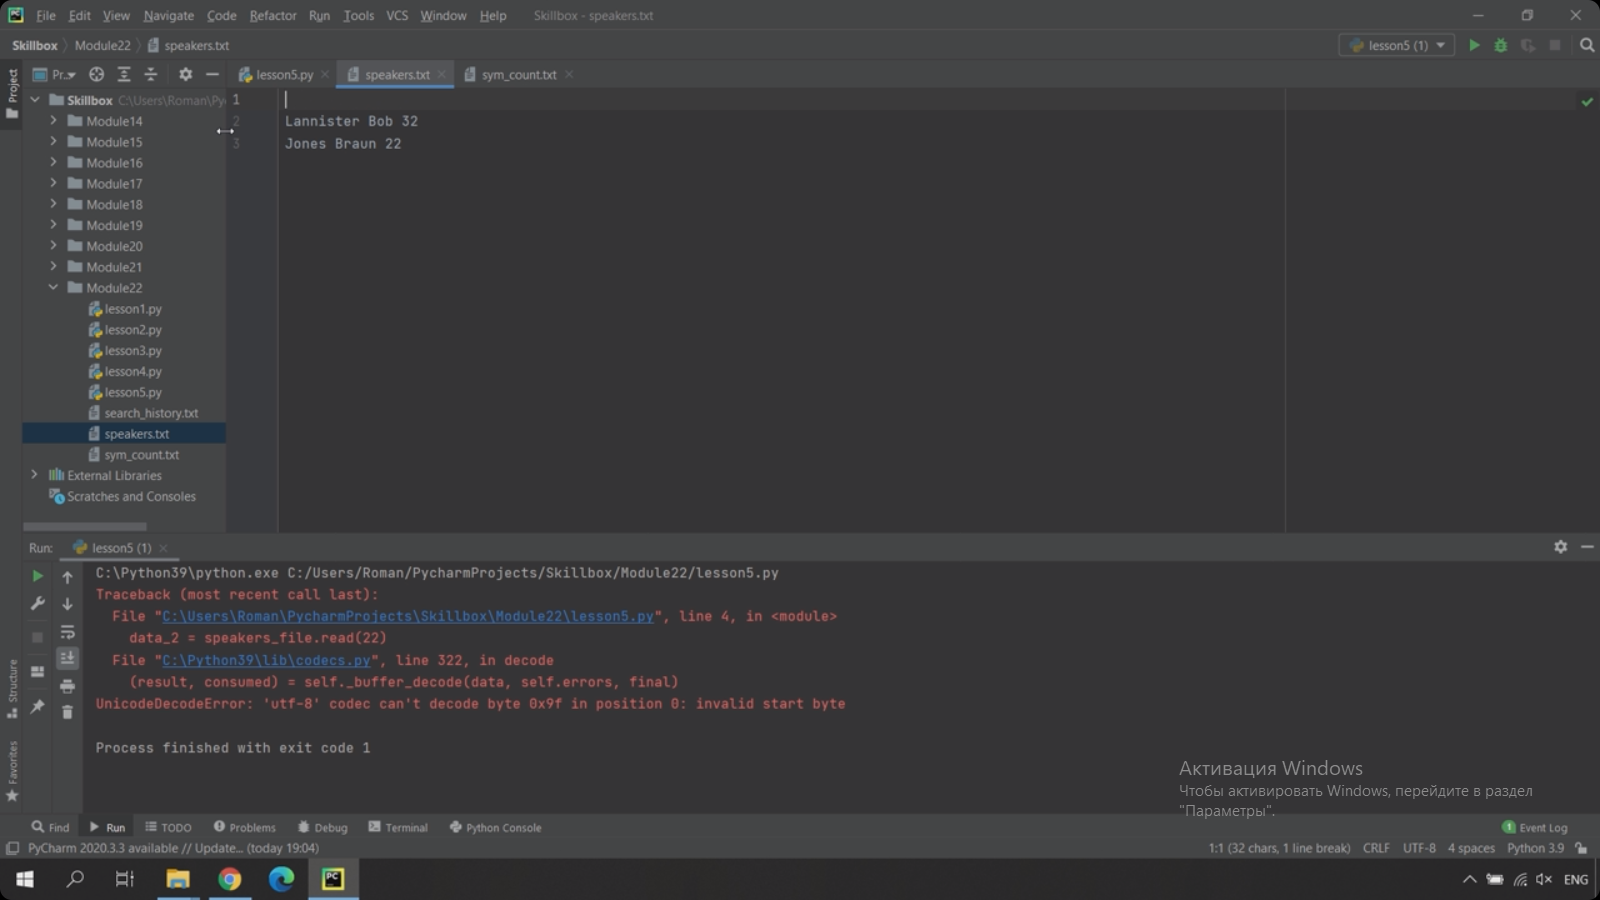 File Edit View Navigate Code Refactor Run Tools VCS Window Help Skillbox - speakers.txt
Skillbox Module22 speakers.txt lesson5 (1)
Project
Pr... lesson5.py speakers.txt sym_count.txt
Skillbox C:\Users\Roman\Py
Module14
Module15
Module16
Module17
Module18
Module19
Module20
Module21
Module22
lesson1.py
lesson2.py
lesson3.py
lesson4.py
lesson5.py
search_history.txt
speakers.txt
sym_count.txt
External Libraries
Scratches and Consoles
1
2 Lannister Bob 32
3 Jones Braun 22
Run: lesson5 (1)
C:\Python39\python.exe C:/Users/Roman/PycharmProjects/Skillbox/Module22/lesson5.py
Traceback (most recent call last):
File "C:\Users\Roman\PycharmProjects\Skillbox\Module22\lesson5.py", line 4, in <module>
data_2 = speakers_file.read(22)
File "C:\Python39\lib\codecs.py", line 322, in decode
(result, consumed) = self._buffer_decode(data, self.errors, final)
UnicodeDecodeError: 'utf-8' codec can't decode byte 0x9f in position 0: invalid start byte
Process finished with exit code 1
Structure
Favorites
Активация Windows
Чтобы активировать Windows, перейдите в раздел
"Параметры".
Find Run TODO Problems Debug Terminal Python Console 1 Event Log
PyCharm 2020.3.3 available // Update... (today 19:04) 1:1 (32 chars, 1 line break) CRLF UTF-8 4 spaces Python 3.9
PC ENG